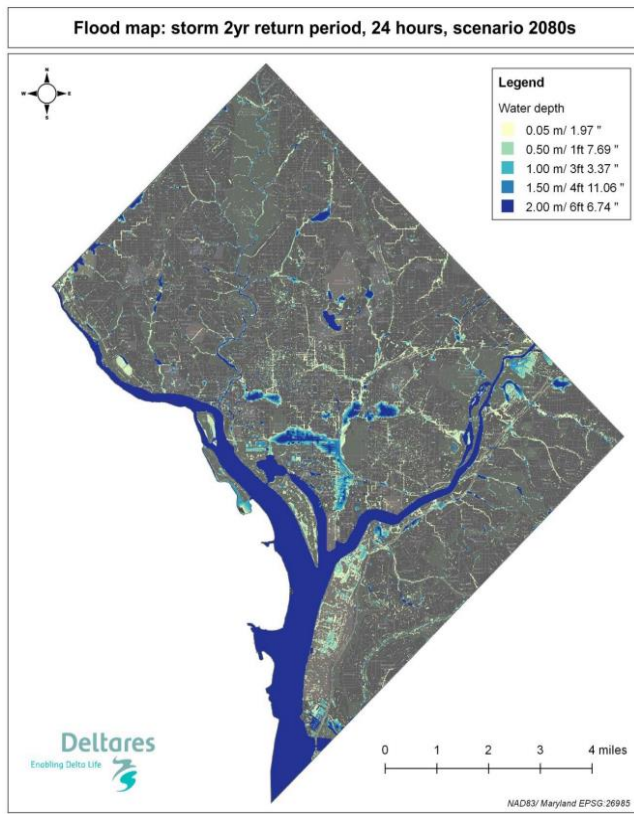 Flood map: storm 2yr return period, 24 hours, scenario 2080s
N
W E
S
Legend
Water depth
0.05 m/ 1.97 "
0.50 m/ 1ft 7.69 "
1.00 m/ 3ft 3.37 "
1.50 m/ 4ft 11.06 "
2.00 m/ 6ft 6.74 "
Deltares
Enabling Delta Life
0 1 2 3 4 miles
NAD83/ Maryland EPSG:26985